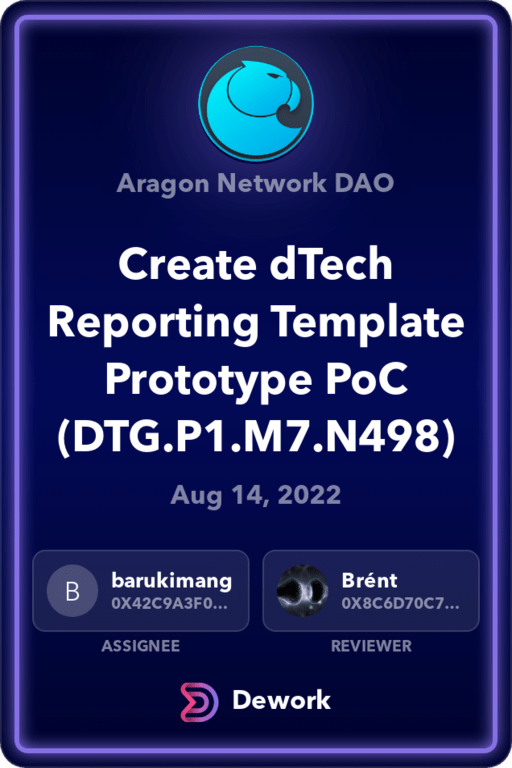 Aragon Network DAO
Create dTech
Reporting Template
Prototype PoC
(DTG.P1.M7.N498)
Aug 14, 2022
B
barukimang
0X42C9A3F0...
ASSIGNEE
Brént
0X8C6D70C7...
REVIEWER
Dework